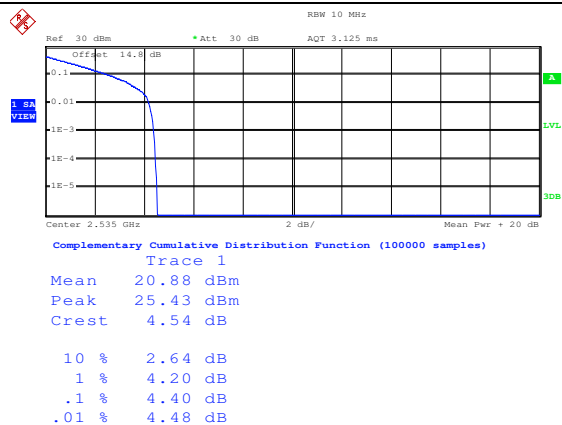 RBW 10 MHz
Ref 30 dBm * Att 30 dB AQT 3.125 ms
Offset 14.8 dB
0.1
A
0.01
1 SA
VIEW
1E-3
LVL
1E-4
1E-5
3DB
Center 2.535 GHz 2 dB/ Mean Pwr + 20 dB
Complementary Cumulative Distribution Function (100000 samples)
Trace 1
Mean 20.88 dBm
Peak 25.43 dBm
Crest 4.54 dB
10 % 2.64 dB
1 % 4.20 dB
.1 % 4.40 dB
.01 % 4.48 dB